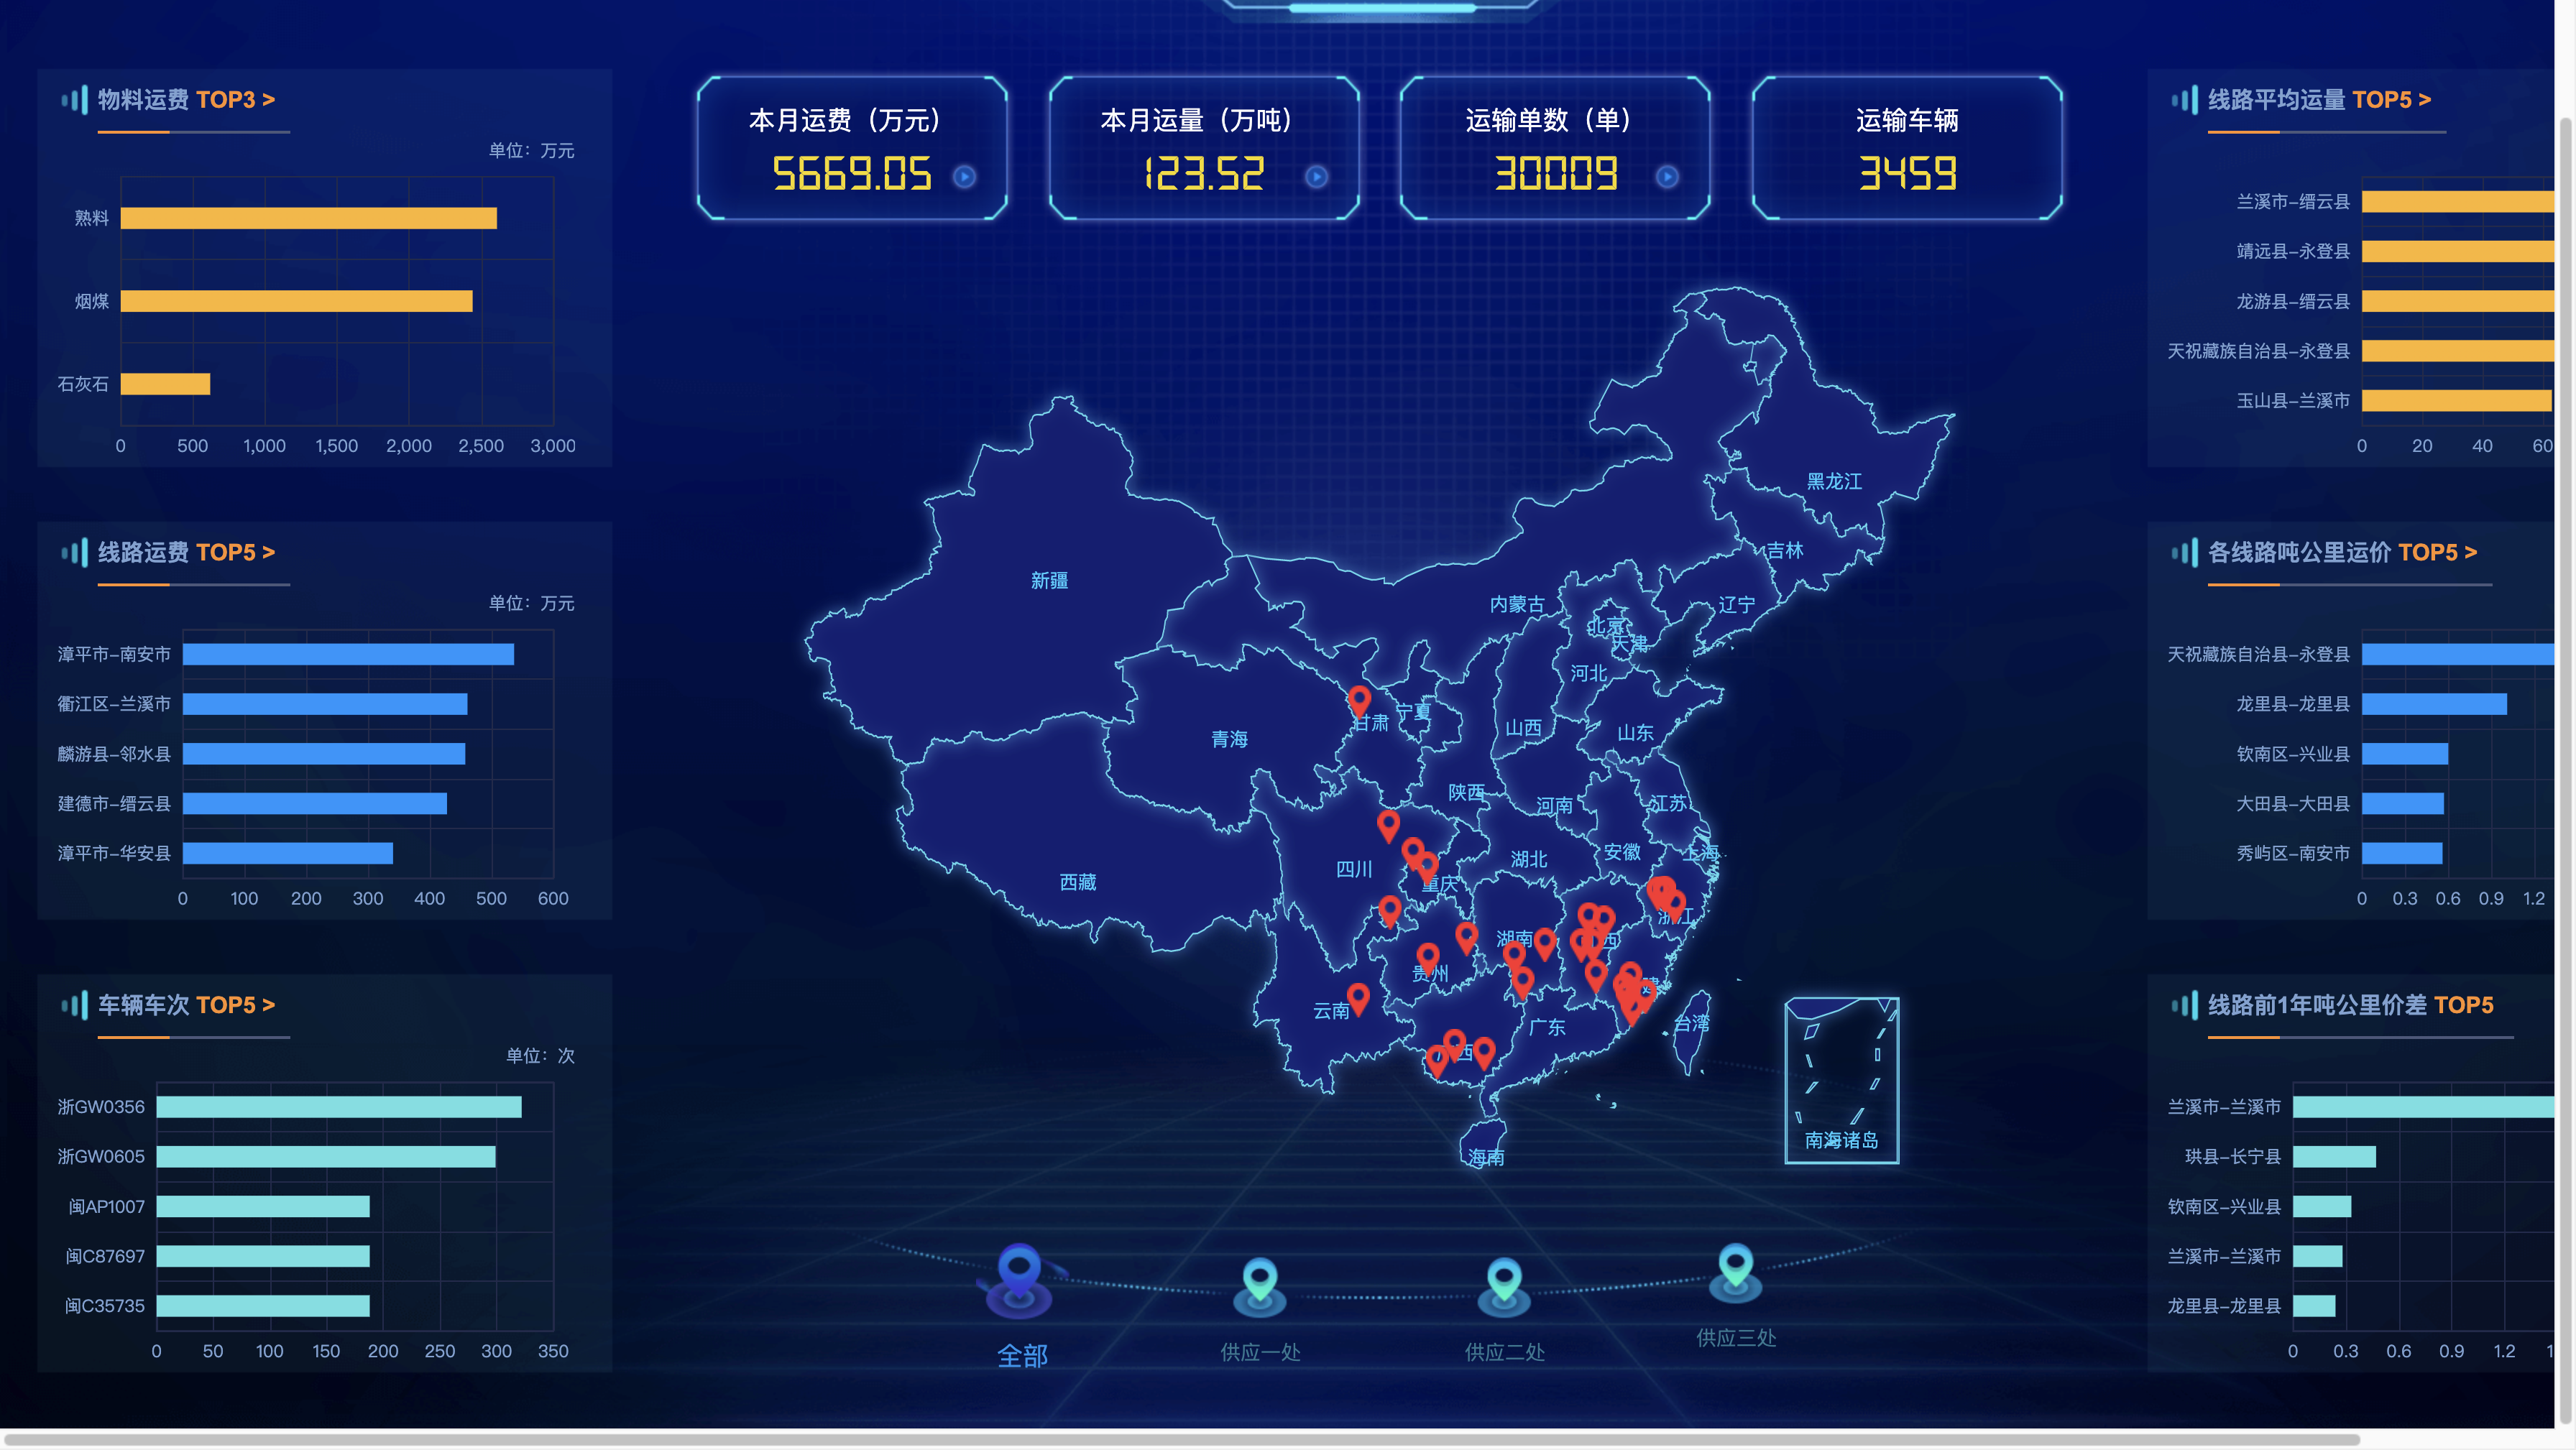 物料运费 TOP3 >
单位：万元
熟料
烟煤
石灰石
0 500 1,000 1,500 2,000 2,500 3,000
线路运费 TOP5 >
单位：万元
漳平市–南安市
衢江区–兰溪市
麟游县–邻水县
建德市–缙云县
漳平市–华安县
0 100 200 300 400 500 600
车辆车次 TOP5 >
单位：次
浙GW0356
浙GW0605
闽AP1007
闽C87697
闽C35735
0 50 100 150 200 250 300 350
本月运费（万元）
5669.05
本月运量（万吨）
123.52
运输单数（单）
30009
运输车辆
3459
黑龙江
吉林
新疆
内蒙古
辽宁
北京
天津
河北
甘肃
宁夏
青海
山西
山东
陕西
河南
江苏
四川
湖北
安徽
上海
西藏
重庆
浙江
湖南
西
贵州
建
云南
广东
台湾
西
海南
南海诸岛
全部
供应一处
供应二处
供应三处
线路平均运量 TOP5 >
兰溪市–缙云县
靖远县–永登县
龙游县–缙云县
天祝藏族自治县–永登县
玉山县–兰溪市
0 20 40 60
各线路吨公里运价 TOP5 >
天祝藏族自治县–永登县
龙里县–龙里县
钦南区–兴业县
大田县–大田县
秀屿区–南安市
0 0.3 0.6 0.9 1.2
线路前1年吨公里价差 TOP5
兰溪市–兰溪市
珙县–长宁县
钦南区–兴业县
兰溪市–兰溪市
龙里县–龙里县
0 0.3 0.6 0.9 1.2